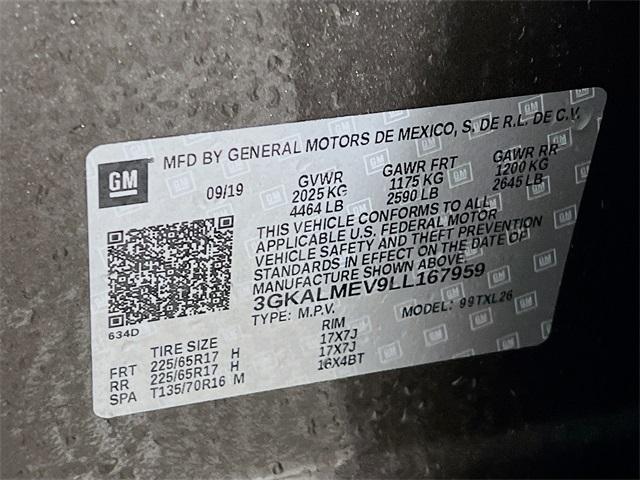 GM
MFD BY GENERAL MOTORS DE MEXICO, S. DE R.L. DE C.V.
09/19
GVWR GAWR FRT GAWR RR
2025 KG 1175 KG 1200 KG
4464 LB 2590 LB 2645 LB
THIS VEHICLE CONFORMS TO ALL
APPLICABLE U.S. FEDERAL MOTOR
VEHICLE SAFETY AND THEFT PREVENTION
STANDARDS IN EFFECT ON THE DATE OF
MANUFACTURE SHOWN ABOVE.
3GKALMEV9LL167959
TYPE: M.P.V. MODEL: 99TXL26
634D
TIRE SIZE RIM
FRT 225/65R17 H 17X7J
RR 225/65R17 H 17X7J
SPA T135/70R16 M 16X4BT